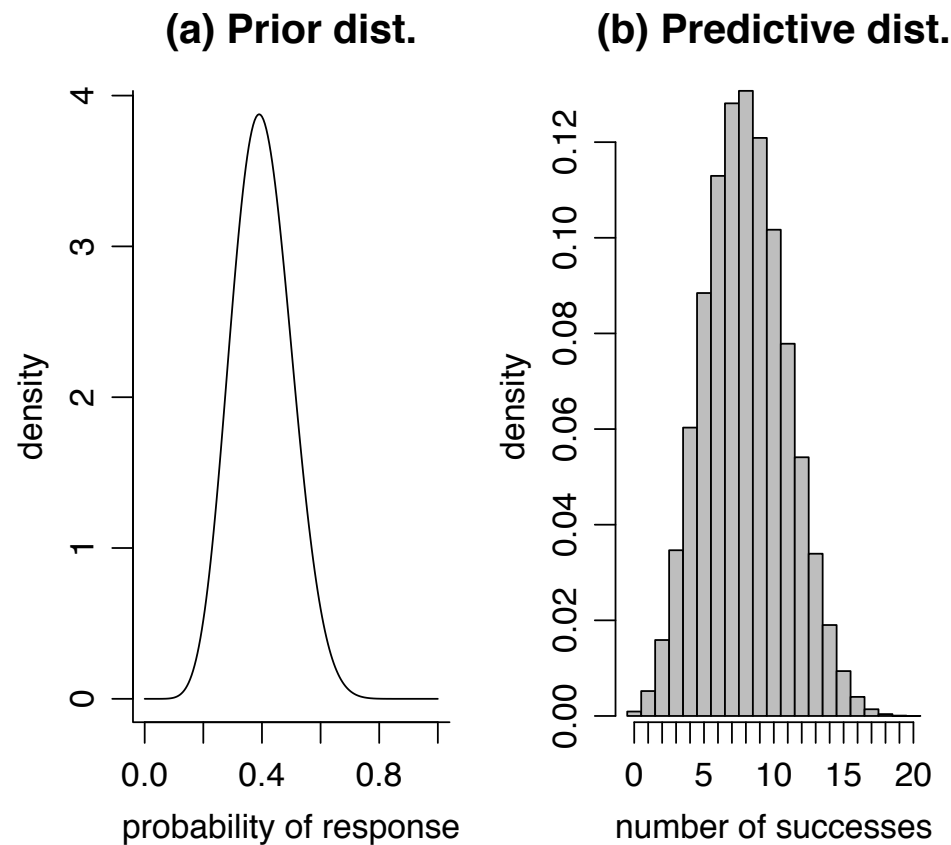 (a) Prior dist.
density
4
3
2
1
0
0.0 0.4 0.8
probability of response
(b) Predictive dist.
density
0.12
0.10
0.08
0.06
0.04
0.02
0.00
0 5 10 15 20
number of successes